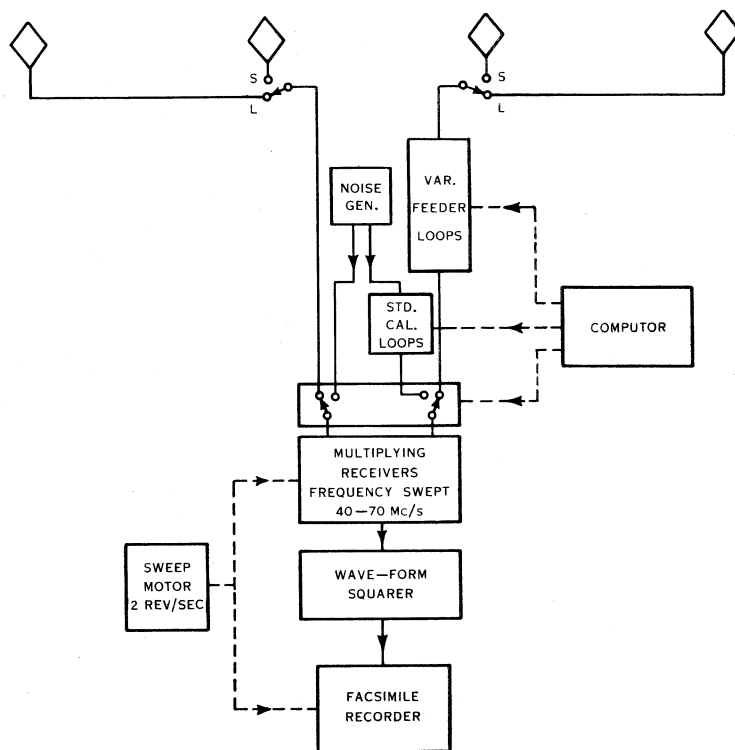 S
L
S
L
NOISE
GEN.
VAR.
FEEDER
LOOPS
STD.
CAL.
LOOPS
COMPUTOR
MULTIPLYING
RECEIVERS
FREQUENCY SWEPT
40—70 Mc/s
SWEEP
MOTOR
2 REV/SEC
WAVE—FORM
SQUARER
FACSIMILE
RECORDER